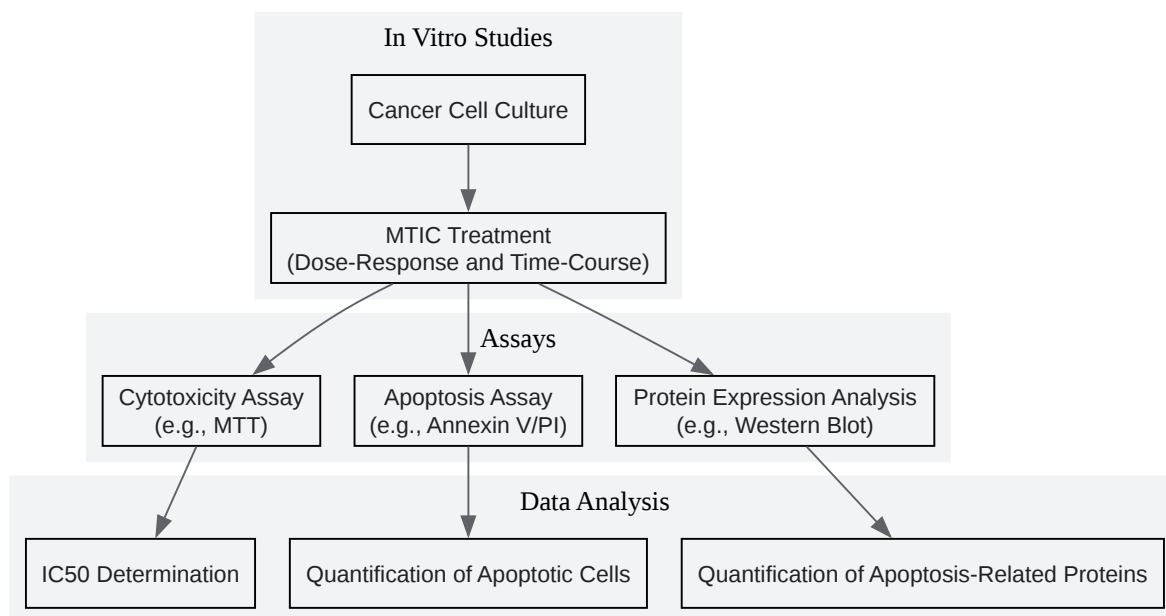 In Vitro Studies
Cancer Cell Culture
MTIC Treatment
(Dose-Response and Time-Course)
Assays
Cytotoxicity Assay
(e.g., MTT)
Apoptosis Assay
(e.g., Annexin V/PI)
Protein Expression Analysis
(e.g., Western Blot)
Data Analysis
IC50 Determination
Quantification of Apoptotic Cells
Quantification of Apoptosis-Related Proteins